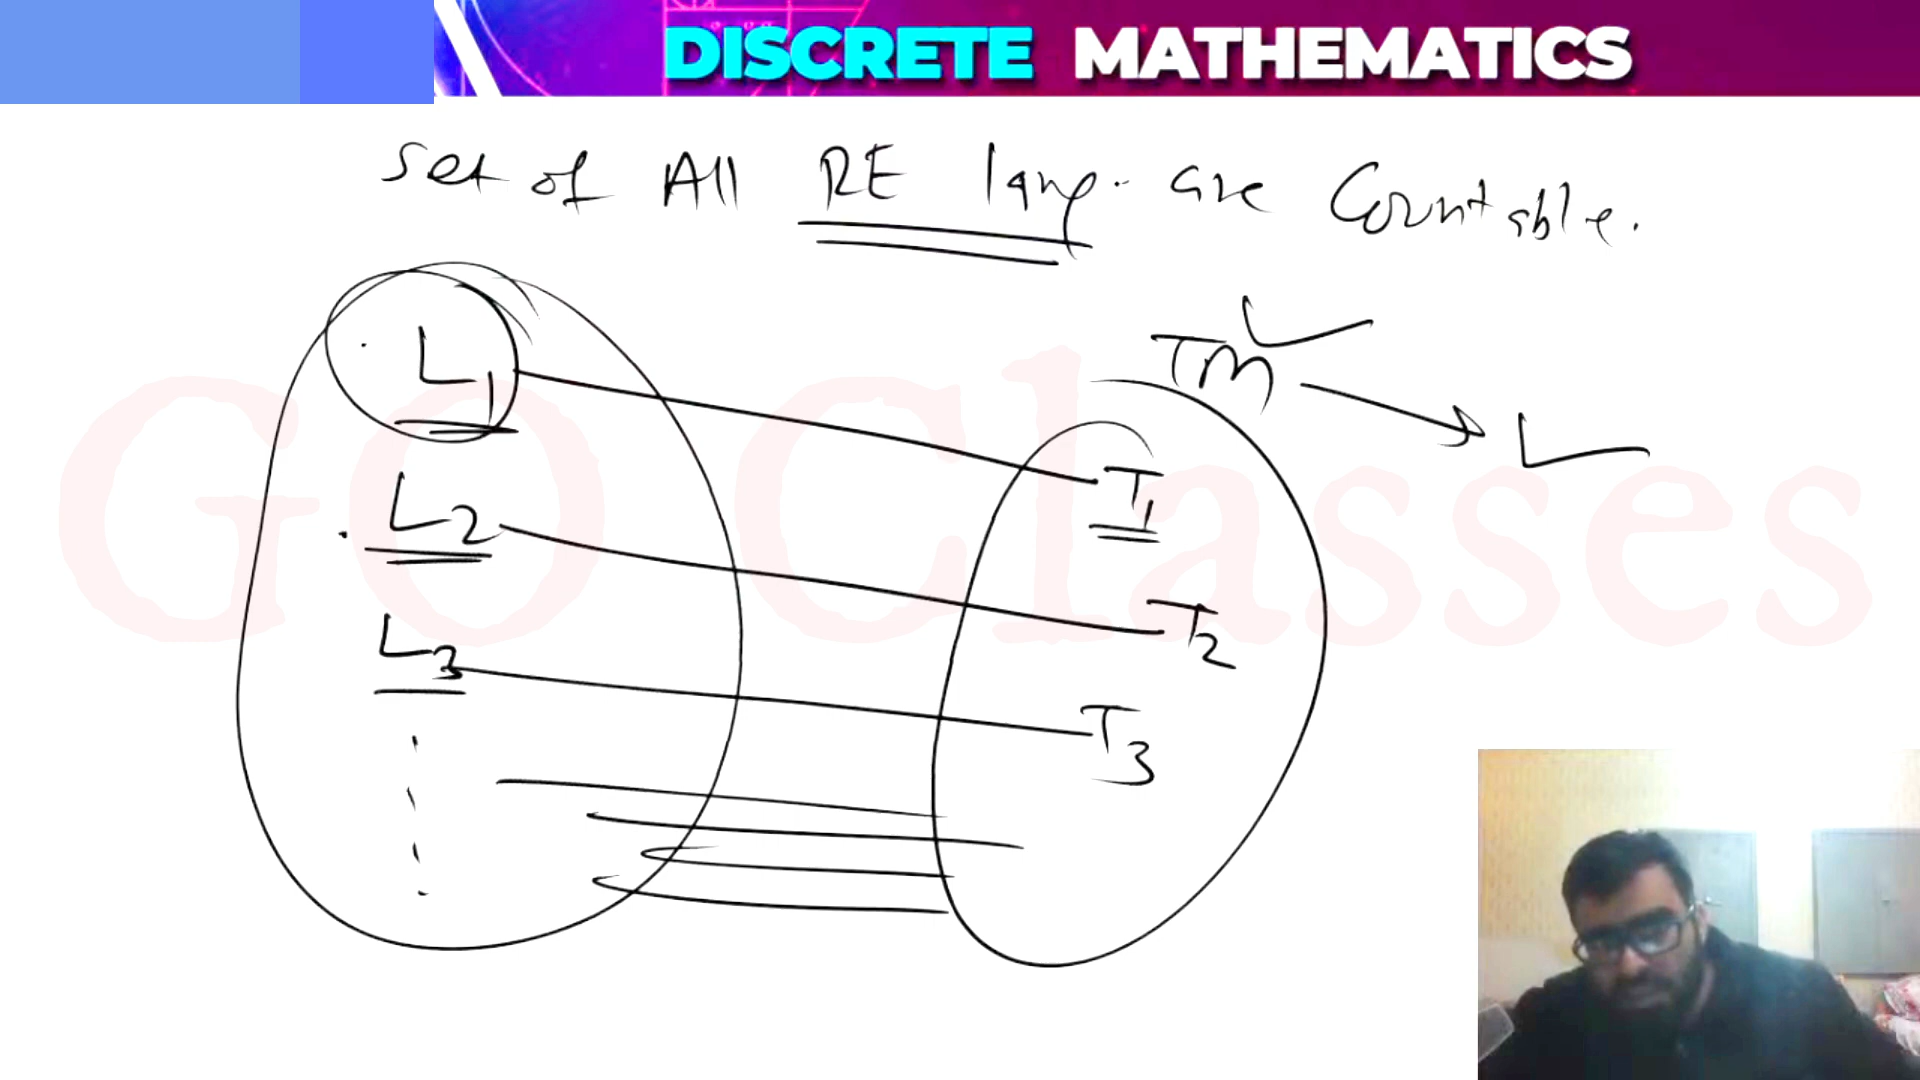 DISCRETE MATHEMATICS
Set of All RE lang. are Countable.
TM
L
L1
T1
L2
T2
L3
T3
GO Classes